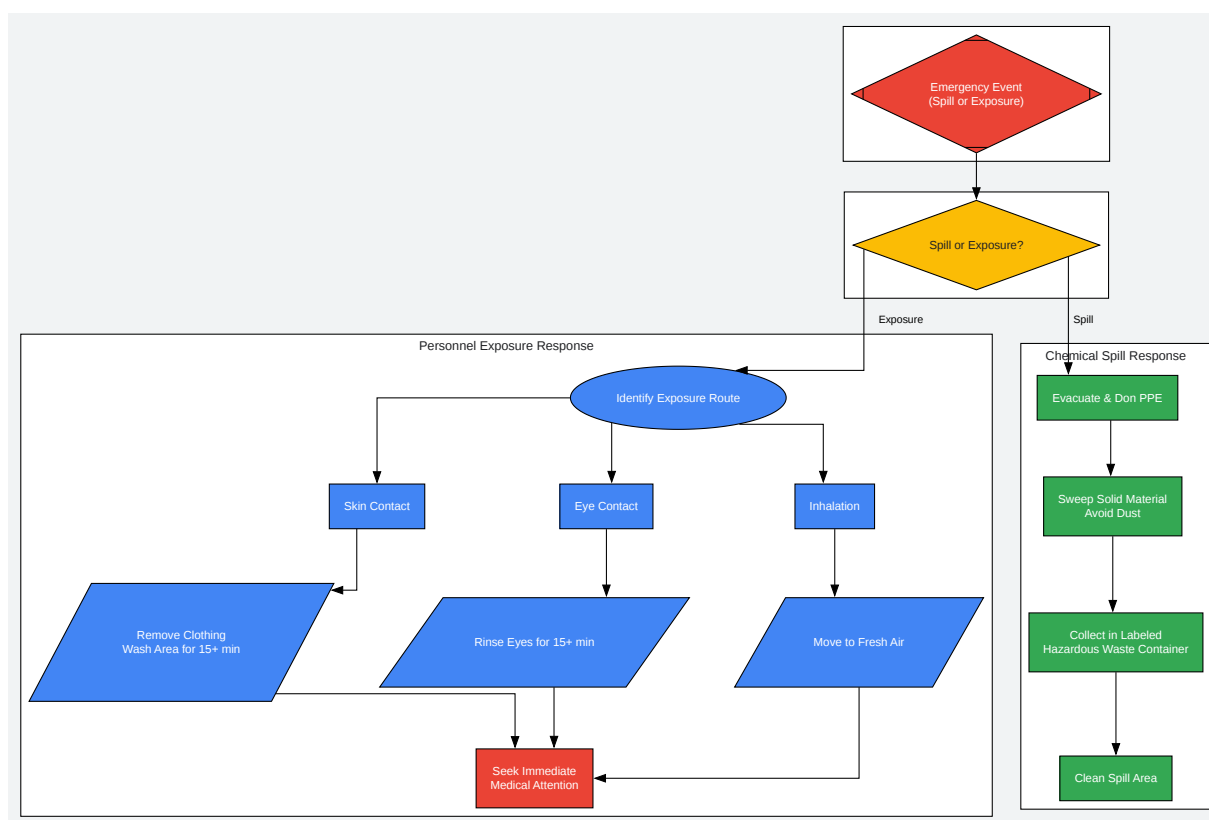 Emergency Event
(Spill or Exposure)
Spill or Exposure?
Exposure
Spill
Personnel Exposure Response
Identify Exposure Route
Skin Contact
Eye Contact
Inhalation
Remove Clothing
Wash Area for 15+ min
Rinse Eyes for 15+ min
Move to Fresh Air
Seek Immediate
Medical Attention
Chemical Spill Response
Evacuate & Don PPE
Sweep Solid Material
Avoid Dust
Collect in Labeled
Hazardous Waste Container
Clean Spill Area